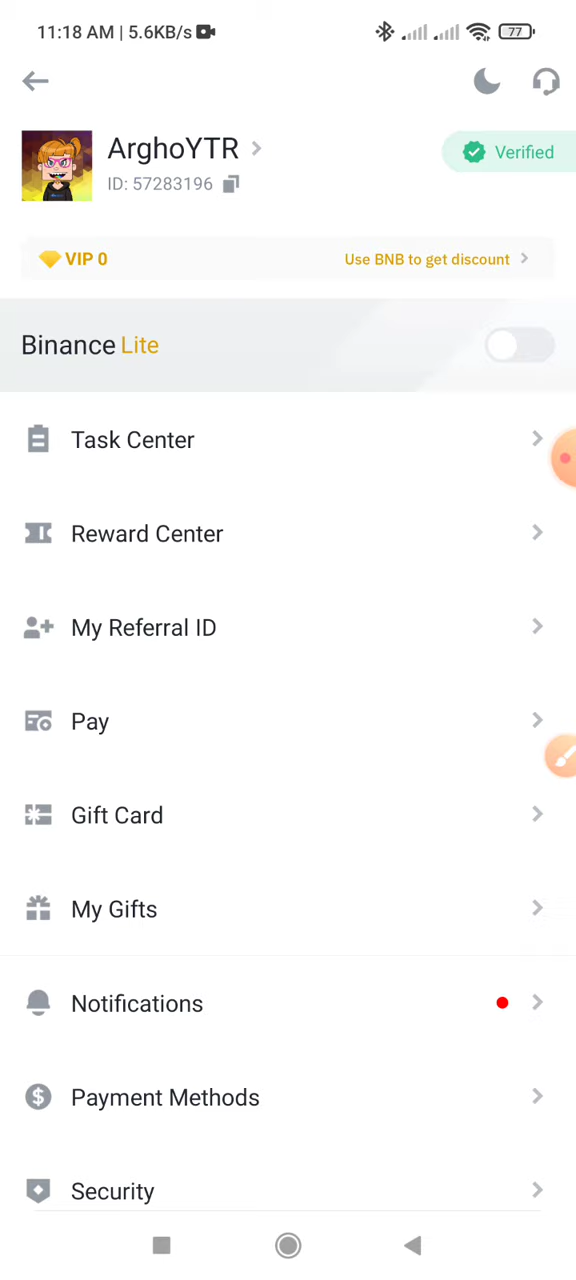 11:18 AM | 5.6KB/s
77
ArghoYTR
ID: 57283196
Verified
VIP 0
Use BNB to get discount
Binance Lite
Task Center
Reward Center
My Referral ID
Pay
Gift Card
My Gifts
Notifications
Payment Methods
Security